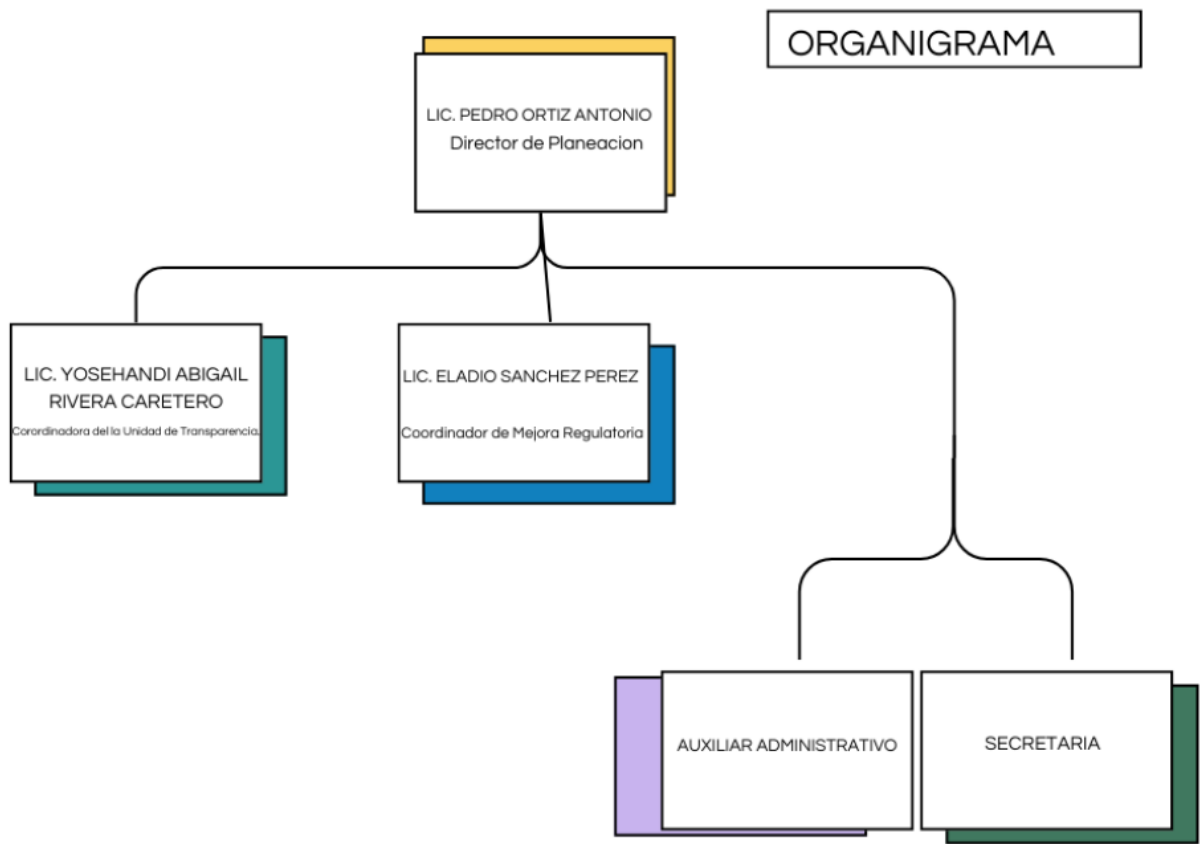 ORGANIGRAMA
LIC. PEDRO ORTIZ ANTONIO
Director de Planeacion
LIC. YOSEHANDI ABIGAIL
RIVERA CARETERO
Corordinadora del la Unidad de Transparencia.
LIC. ELADIO SANCHEZ PEREZ
Coordinador de Mejora Regulatoria
AUXILIAR ADMINISTRATIVO
SECRETARIA